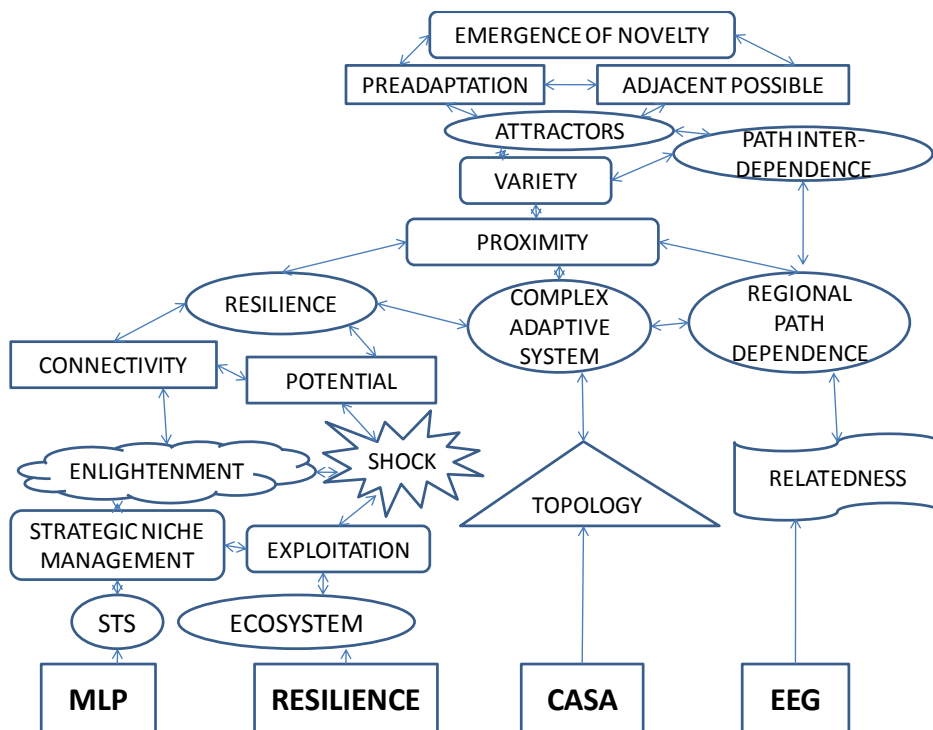 EMERGENCE OF NOVELTY
PREADAPTATION
ADJACENT POSSIBLE
ATTRACTORS
PATH INTER-
DEPENDENCE
VARIETY
PROXIMITY
RESILIENCE
COMPLEX
ADAPTIVE
SYSTEM
REGIONAL
PATH
DEPENDENCE
CONNECTIVITY
POTENTIAL
ENLIGHTENMENT
SHOCK
TOPOLOGY
RELATEDNESS
STRATEGIC NICHE
MANAGEMENT
EXPLOITATION
STS
ECOSYSTEM
MLP
RESILIENCE
CASA
EEG